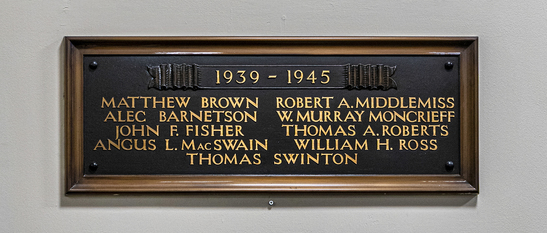 1939 - 1945
MATTHEW BROWN ROBERT A. MIDDLEMISS
ALEC BARNETSON W. MURRAY MONCRIEFF
JOHN F. FISHER THOMAS A. ROBERTS
ANGUS L. MacSWAIN WILLIAM H. ROSS
THOMAS SWINTON